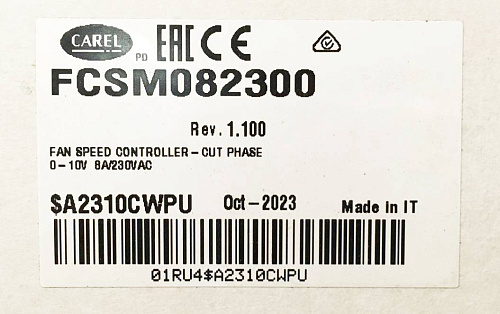 CAREL PD EAC CE
FCSM082300
Rev. 1.100
FAN SPEED CONTROLLER-CUT PHASE
0-10V 8A/230VAC
$A2310CWPU Oct-2023 Made in IT
01RU4$A2310CWPU